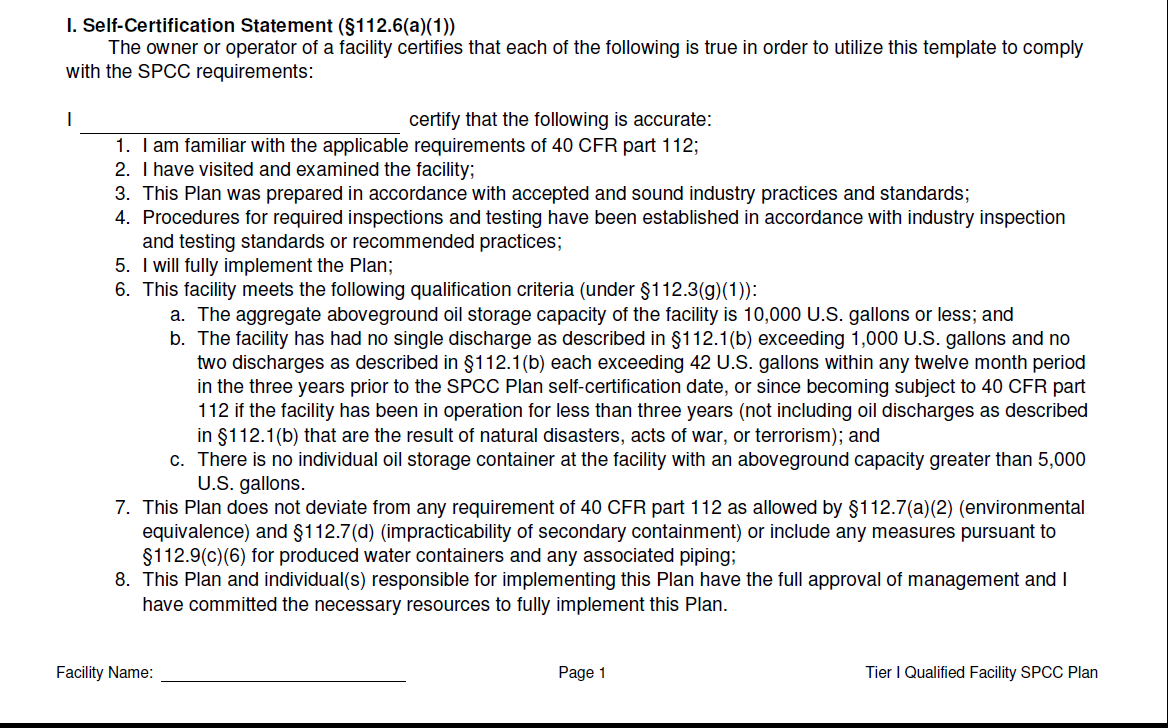 I. Self-Certification Statement (§112.6(a)(1))
The owner or operator of a facility certifies that each of the following is true in order to utilize this template to comply
with the SPCC requirements:
I certify that the following is accurate:
1. I am familiar with the applicable requirements of 40 CFR part 112;
2. I have visited and examined the facility;
3. This Plan was prepared in accordance with accepted and sound industry practices and standards;
4. Procedures for required inspections and testing have been established in accordance with industry inspection
and testing standards or recommended practices;
5. I will fully implement the Plan;
6. This facility meets the following qualification criteria (under §112.3(g)(1)):
a. The aggregate aboveground oil storage capacity of the facility is 10,000 U.S. gallons or less; and
b. The facility has had no single discharge as described in §112.1(b) exceeding 1,000 U.S. gallons and no
two discharges as described in §112.1(b) each exceeding 42 U.S. gallons within any twelve month period
in the three years prior to the SPCC Plan self-certification date, or since becoming subject to 40 CFR part
112 if the facility has been in operation for less than three years (not including oil discharges as described
in §112.1(b) that are the result of natural disasters, acts of war, or terrorism); and
c. There is no individual oil storage container at the facility with an aboveground capacity greater than 5,000
U.S. gallons.
7. This Plan does not deviate from any requirement of 40 CFR part 112 as allowed by §112.7(a)(2) (environmental
equivalence) and §112.7(d) (impracticability of secondary containment) or include any measures pursuant to
§112.9(c)(6) for produced water containers and any associated piping;
8. This Plan and individual(s) responsible for implementing this Plan have the full approval of management and I
have committed the necessary resources to fully implement this Plan.
Facility Name: Page 1 Tier I Qualified Facility SPCC Plan